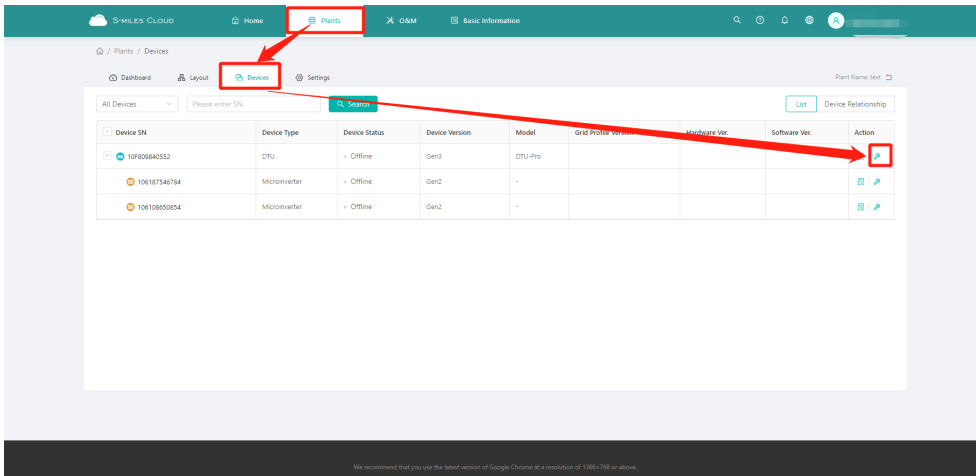 S-MILES CLOUD Home Plants O&M Basic Information
/ Plants / Devices
Dashboard Layout Devices Settings Plant Name: text
All Devices Please enter SN. Search List Device Relationship
Device SN Device Type Device Status Device Version Model Grid Profile Version Hardware Ver. Software Ver. Action
10F809840552 DTU Offline Gen3 DTU-Pro
106187546784 Microinverter Offline Gen2 -
106108650854 Microinverter Offline Gen2 -
We recommend that you use the latest version of Google Chrome at a resolution of 1366×768 or above.